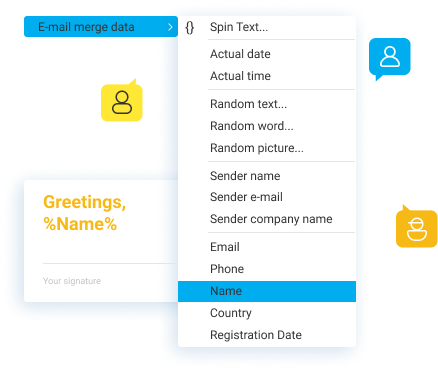 E-mail merge data
{} Spin Text...
Actual date
Actual time
Random text...
Random word...
Random picture...
Sender name
Sender e-mail
Sender company name
Email
Phone
Name
Country
Registration Date
Greetings,
%Name%
Your signature